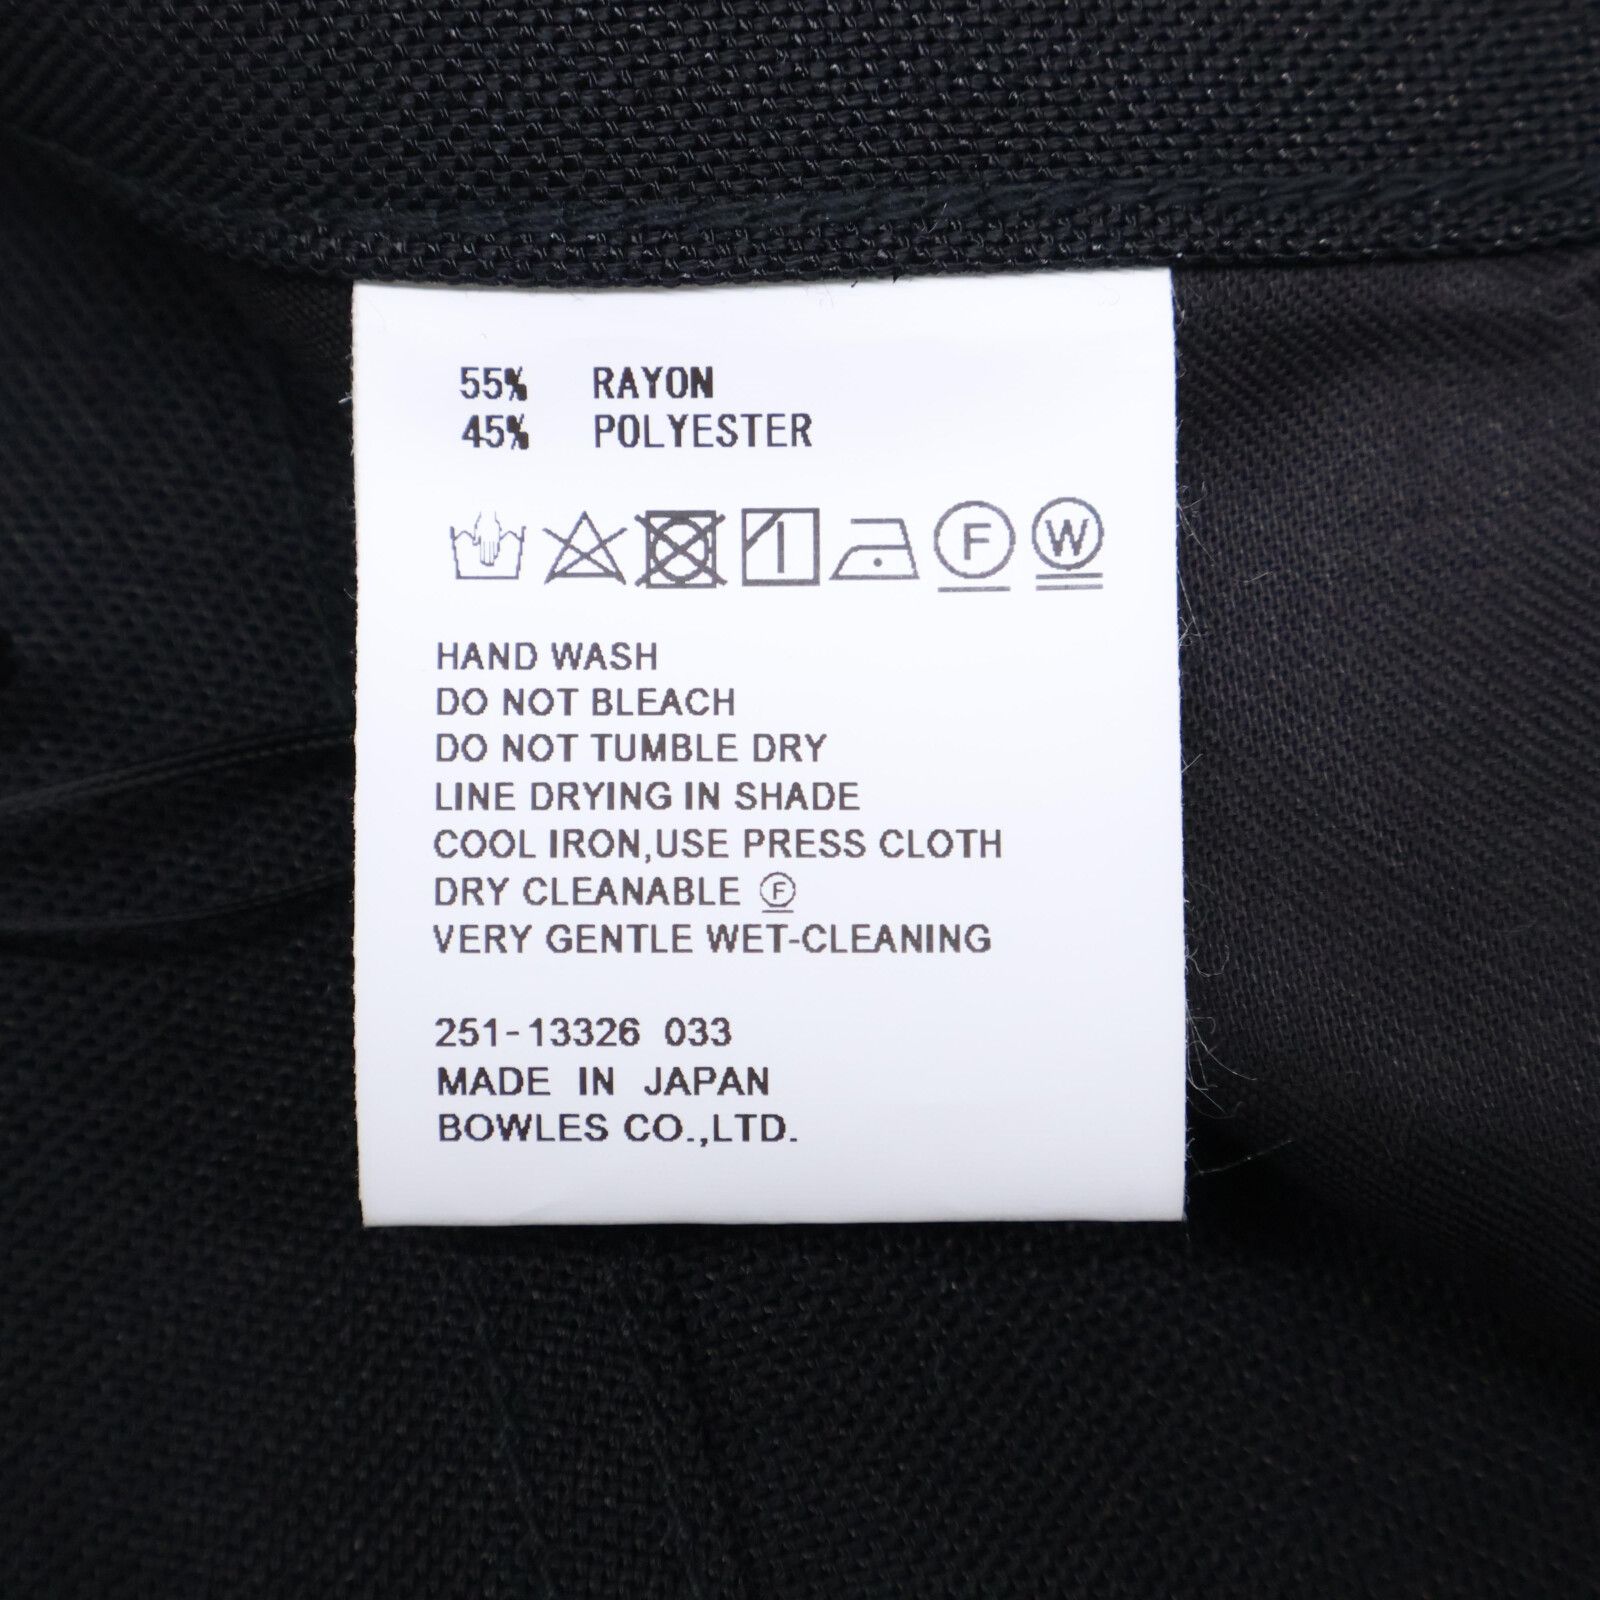 55% RAYON
45% POLYESTER
F W
HAND WASH
DO NOT BLEACH
DO NOT TUMBLE DRY
LINE DRYING IN SHADE
COOL IRON,USE PRESS CLOTH
DRY CLEANABLE Ⓕ
VERY GENTLE WET-CLEANING
251-13326 033
MADE IN JAPAN
BOWLES CO.,LTD.